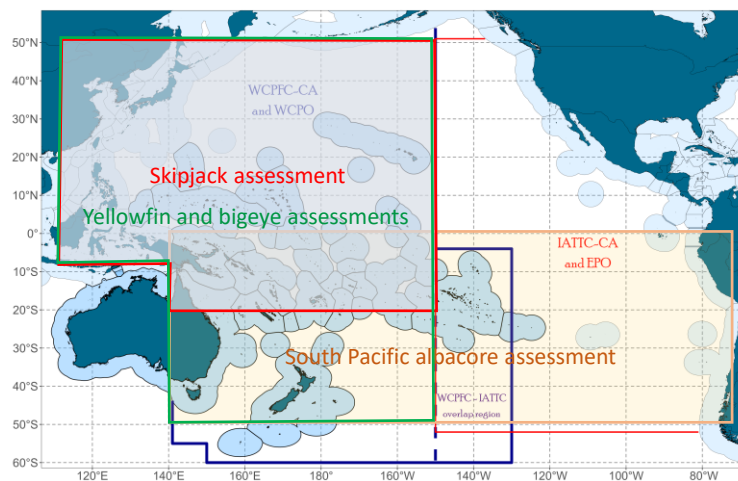 50°N
40°N
30°N
20°N
10°N
0°
10°S
20°S
30°S
40°S
50°S
60°S
WCPFC-CA
and WCPO
Skipjack assessment
Yellowfin and bigeye assessments
IATTC-CA
and EPO
South Pacific albacore assessment
WCPFC-IATTC
overlap region
120°E
140°E
160°E
180°W
160°W
140°W
120°W
100°W
80°W